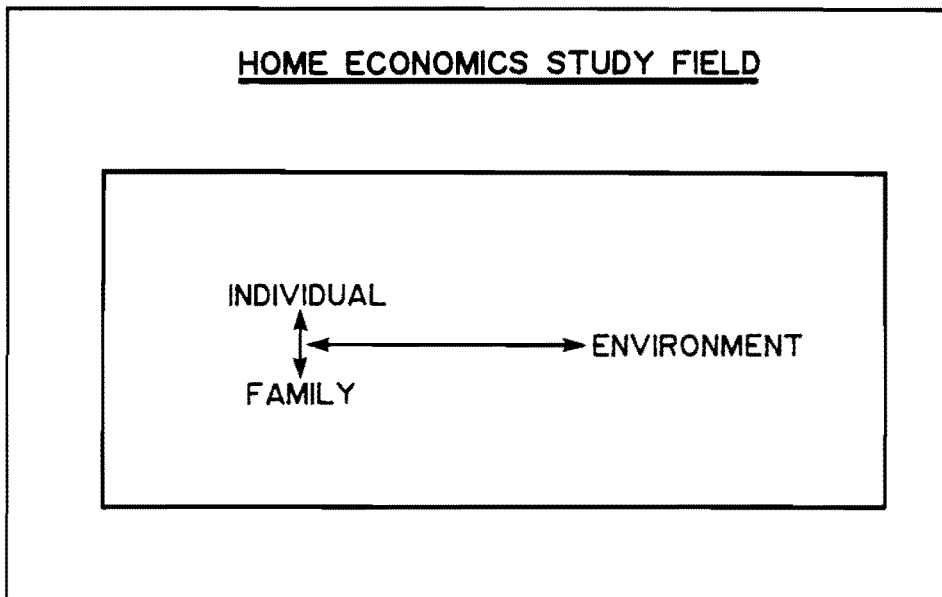 HOME ECONOMICS STUDY FIELD
INDIVIDUAL
ENVIRONMENT
FAMILY